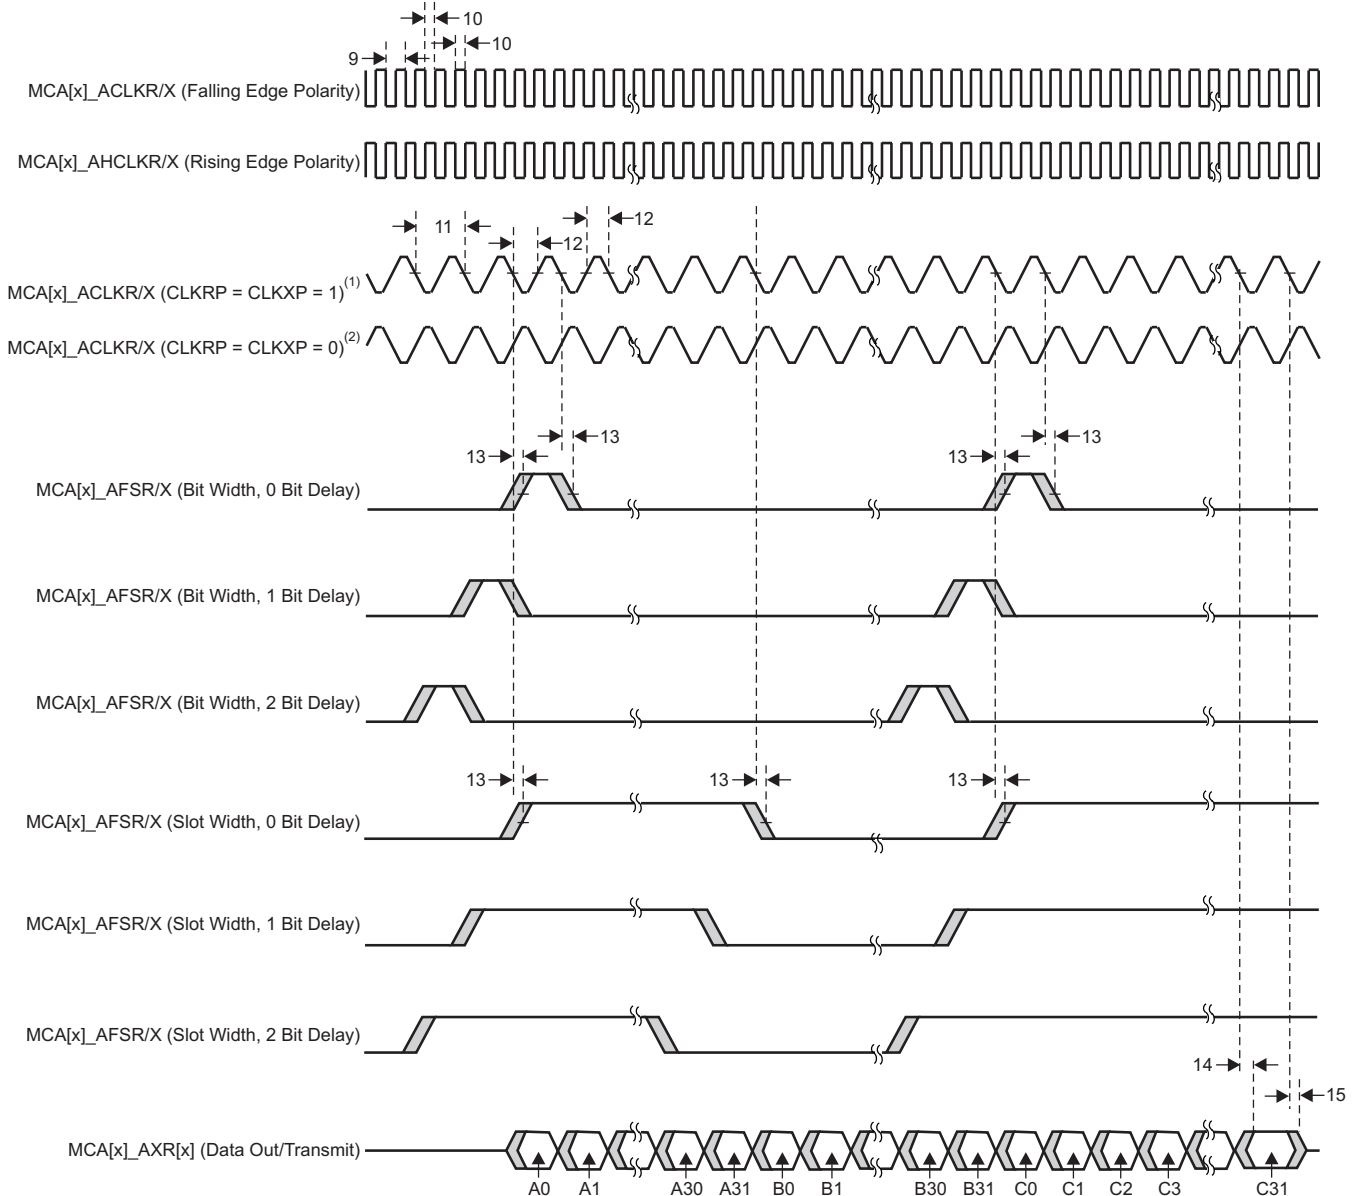 10
10
9
MCA[x]_ACLKR/X (Falling Edge Polarity)
MCA[x]_AHCLKR/X (Rising Edge Polarity)
11
12
12
MCA[x]_ACLKR/X (CLKRP = CLKXP = 1)(1)
MCA[x]_ACLKR/X (CLKRP = CLKXP = 0)(2)
13
13
13
13
MCA[x]_AFSR/X (Bit Width, 0 Bit Delay)
MCA[x]_AFSR/X (Bit Width, 1 Bit Delay)
MCA[x]_AFSR/X (Bit Width, 2 Bit Delay)
13
13
13
MCA[x]_AFSR/X (Slot Width, 0 Bit Delay)
MCA[x]_AFSR/X (Slot Width, 1 Bit Delay)
MCA[x]_AFSR/X (Slot Width, 2 Bit Delay)
14
15
MCA[x]_AXR[x] (Data Out/Transmit)
A0 A1 A30 A31 B0 B1 B30 B31 C0 C1 C2 C3 C31